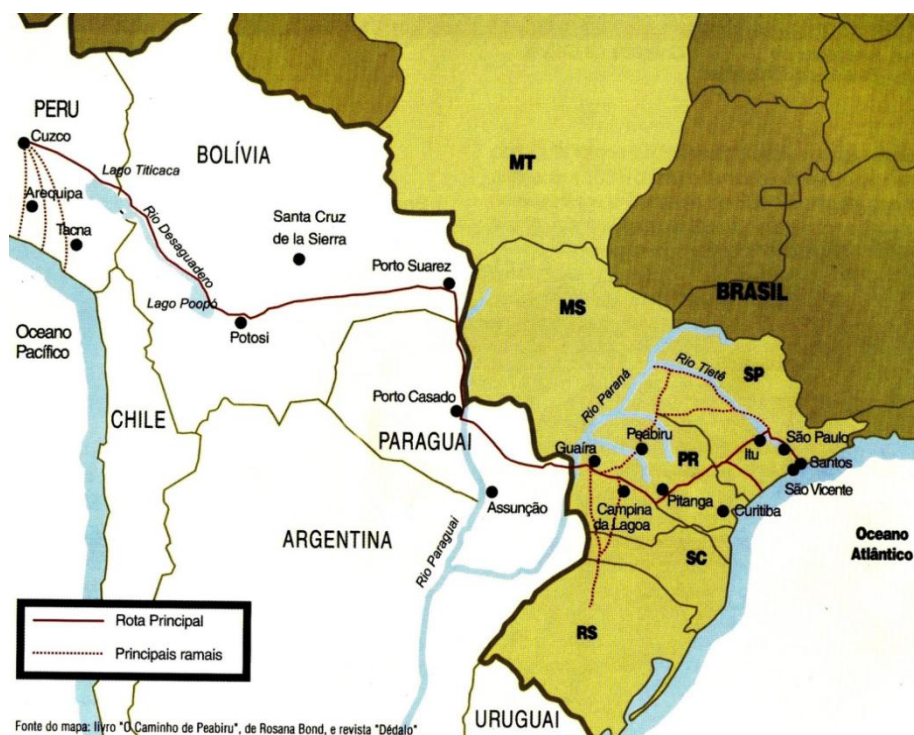 PERU
Cuzco
Lago Titicaca
BOLÍVIA
Arequipa
Tacna
Rio Desaguadero
Santa Cruz
de la Sierra
Porto Suarez
Lago Poopó
Potosi
Oceano
Pacífico
CHILE
Porto Casado
PARAGUAI
Assunção
ARGENTINA
Rio Paraguai
MT
MS
BRASIL
Rio Tietê
SP
Rio Paraná
Guaíra
Peabiru
PR
Itu
São Paulo
Santos
São Vicente
Pitanga
Campina
da Lagoa
Curitiba
SC
RS
Oceano
Atlântico
URUGUAI
Rota Principal
Principais ramais
Fonte do mapa: livro "O Caminho de Peabiru", de Rosana Bond, e revista "Dédalo"